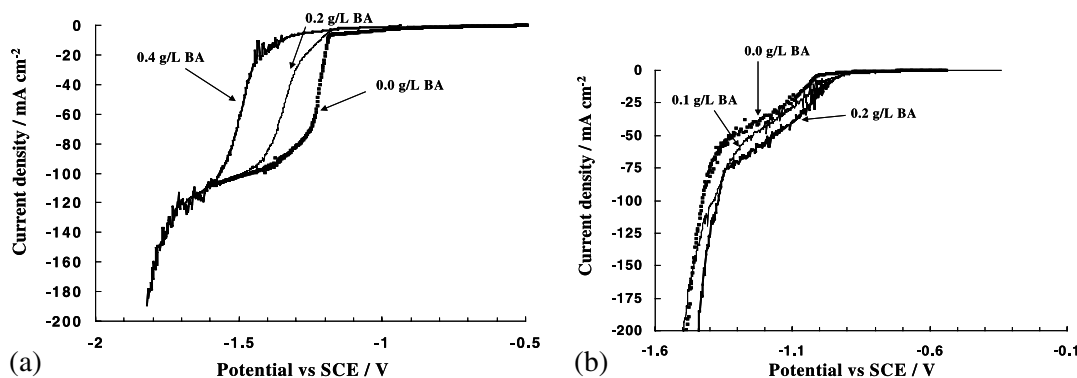 0
-20
-40
-60
-80
-100
-120
-140
-160
-180
-200
-2
-1.5
-1
-0.5
Current density / mA cm-2
Potential vs SCE / V
0.2 g/L BA
0.4 g/L BA
0.0 g/L BA
(a)
0
-25
-50
-75
-100
-125
-150
-175
-200
-1.6
-1.1
-0.6
-0.1
Current density / mA cm-2
Potential vs SCE / V
0.0 g/L BA
0.1 g/L BA
0.2 g/L BA
(b)